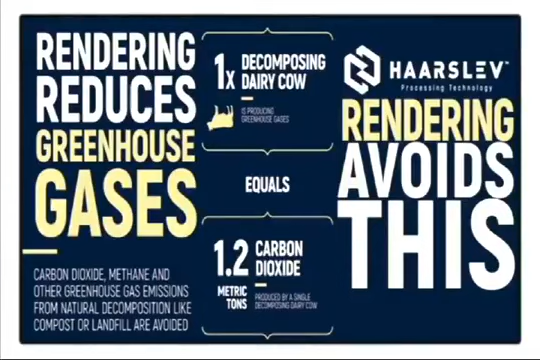 RENDERING
REDUCES
GREENHOUSE
GASES
CARBON DIOXIDE, METHANE AND
OTHER GREENHOUSE GAS EMISSIONS
FROM NATURAL DECOMPOSITION LIKE
COMPOST OR LANDFILL ARE AVOIDED
1x DECOMPOSING
DAIRY COW
IS PRODUCING
GREENHOUSE GASES
EQUALS
1.2 CARBON
DIOXIDE
METRIC
TONS
PRODUCED BY A SINGLE
DECOMPOSING DAIRY COW
HAARSLEV™
Processing Technology
RENDERING
AVOIDS
THIS